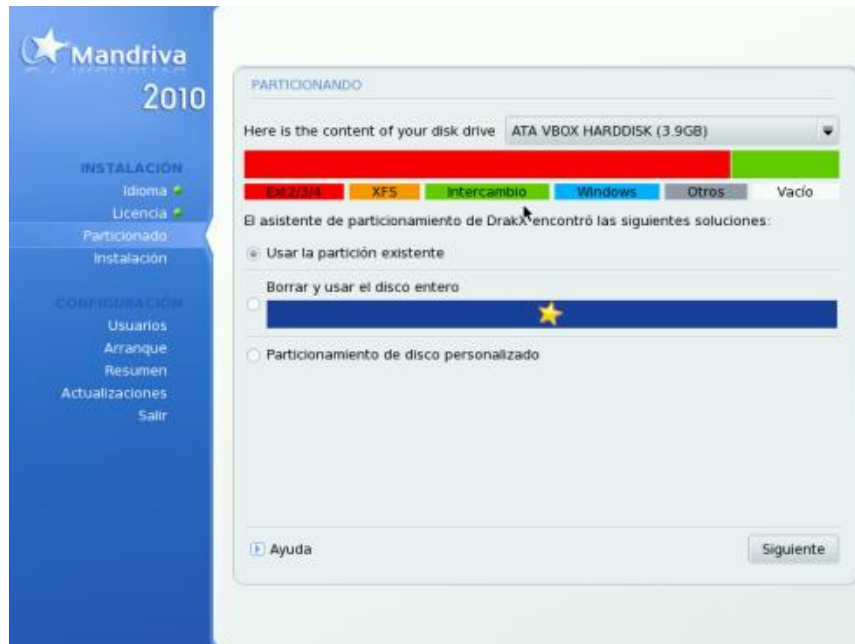 Mandriva
2010
INSTALACIÓN
Idioma
Licencia
Particionado
Instalación
CONFIGURACIÓN
Usuarios
Arranque
Resumen
Actualizaciones
Salir
PARTICIONANDO
Here is the content of your disk drive ATA VBOX HARDDISK (3.9GB)
Ext2/3/4 XFS Intercambio Windows Otros Vacío
El asistente de particionamiento de DrakX encontró las siguientes soluciones:
Usar la partición existente
Borrar y usar el disco entero
Particionamiento de disco personalizado
Ayuda Siguiente